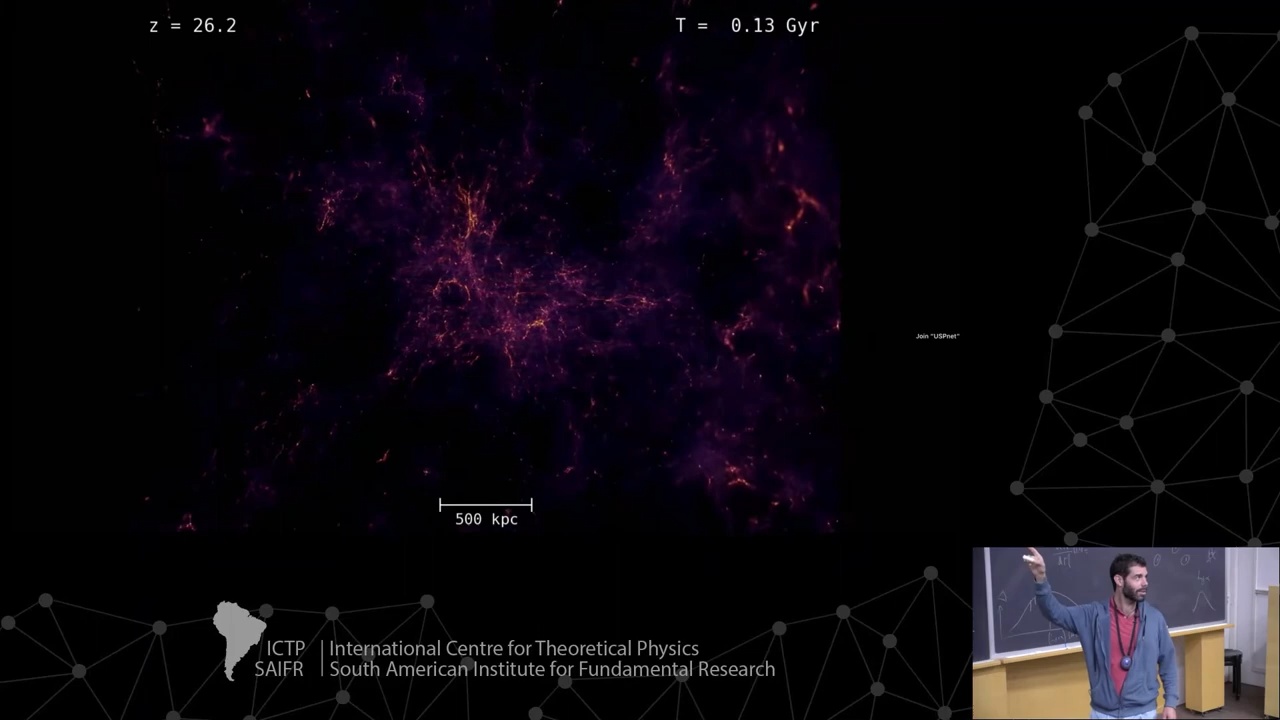 z = 26.2
T = 0.13 Gyr
Join "USPnet"
500 kpc
ICTP
SAIFR
International Centre for Theoretical Physics
South American Institute for Fundamental Research